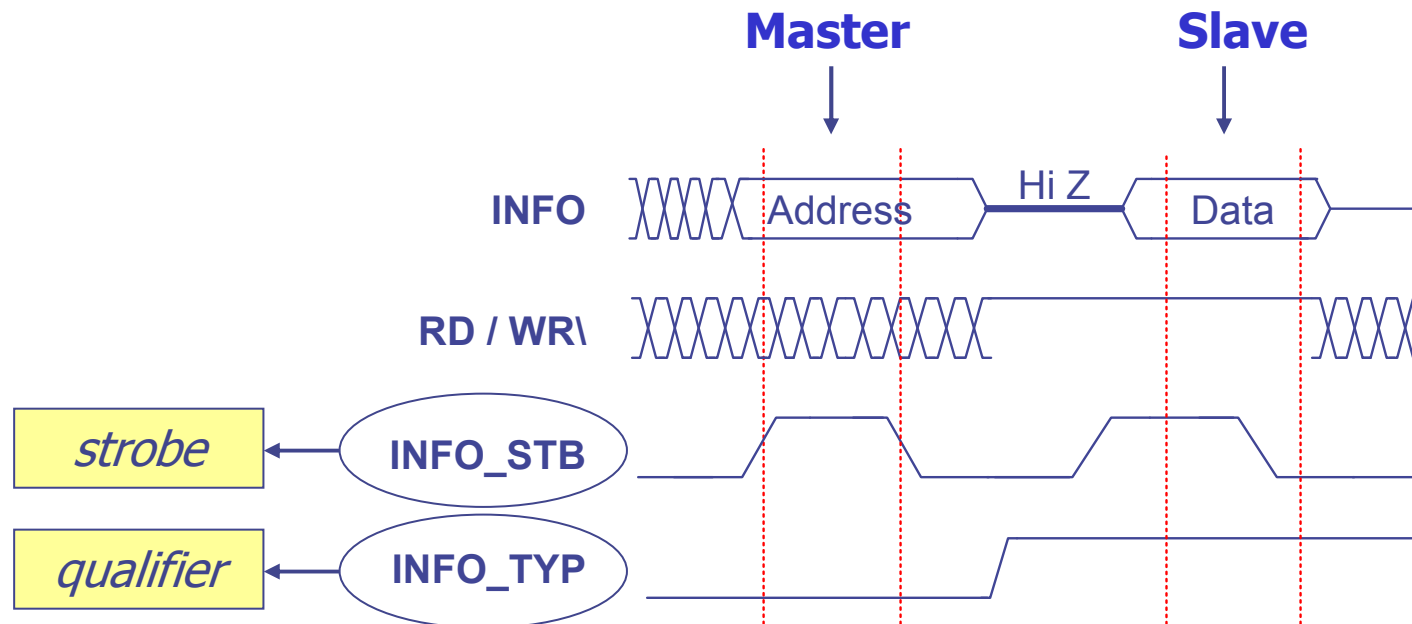 Master Slave
INFO Address Hi Z Data
RD / WR\
strobe INFO_STB
qualifier INFO_TYP